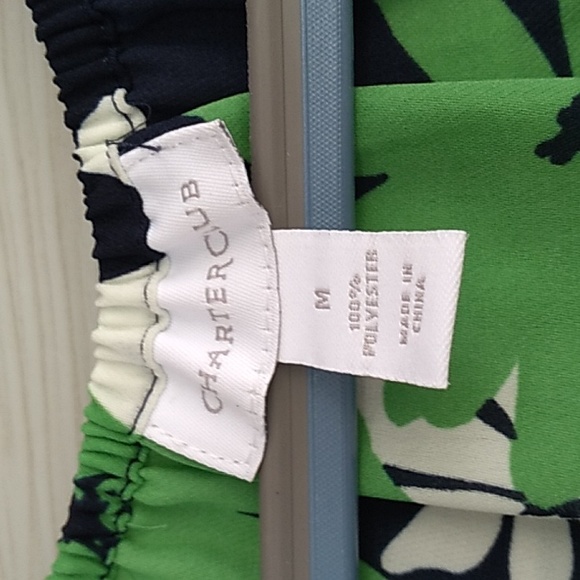 CHARTER CLUB
M
100%
POLYESTER
MADE IN
CHINA